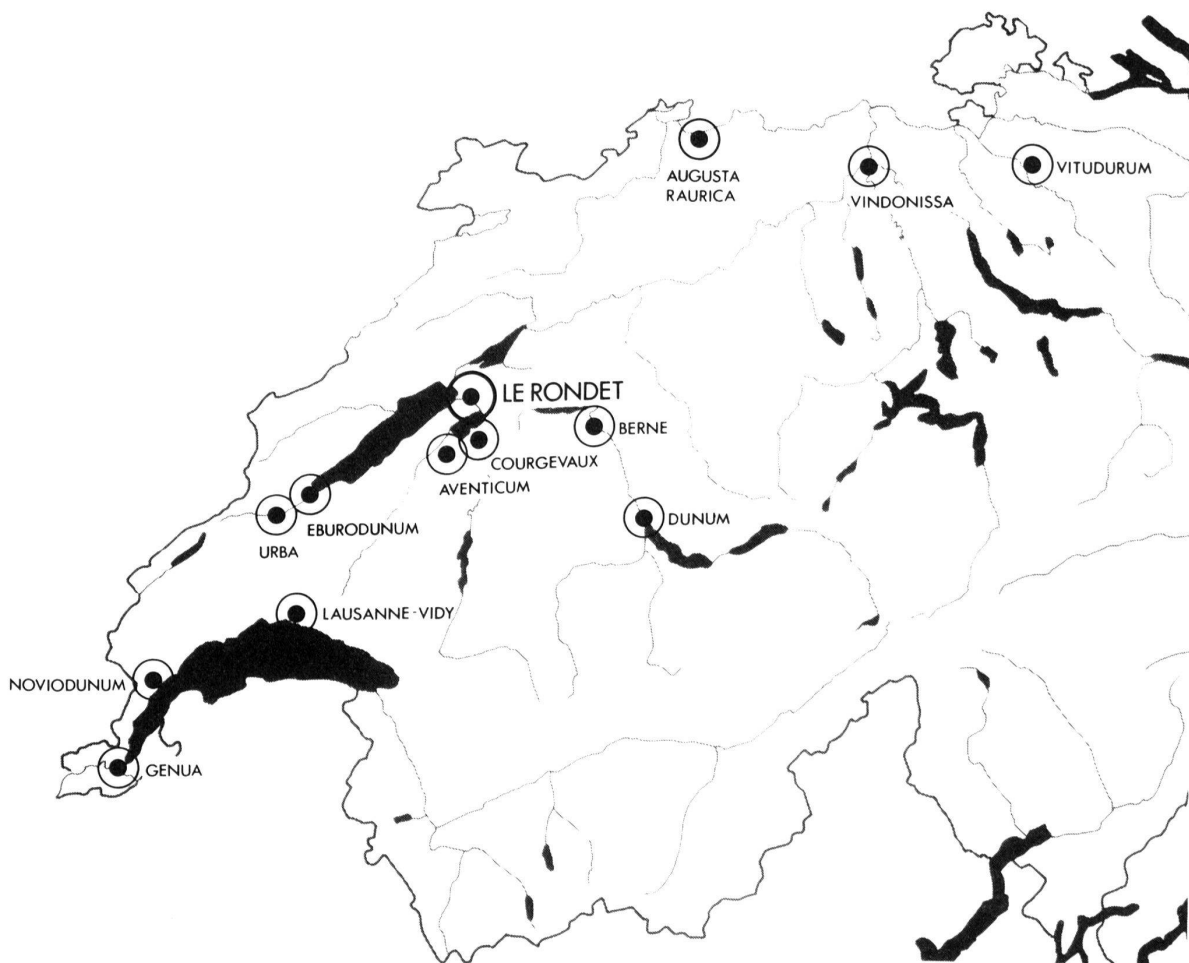 AUGUSTA
RAURICA
VINDONISSA
VITUDURUM
LE RONDET
BERNE
COURGEVAUX
AVENTICUM
EBURODUNUM
URBA
DUNUM
LAUSANNE-VIDY
NOVIODUNUM
GENUA